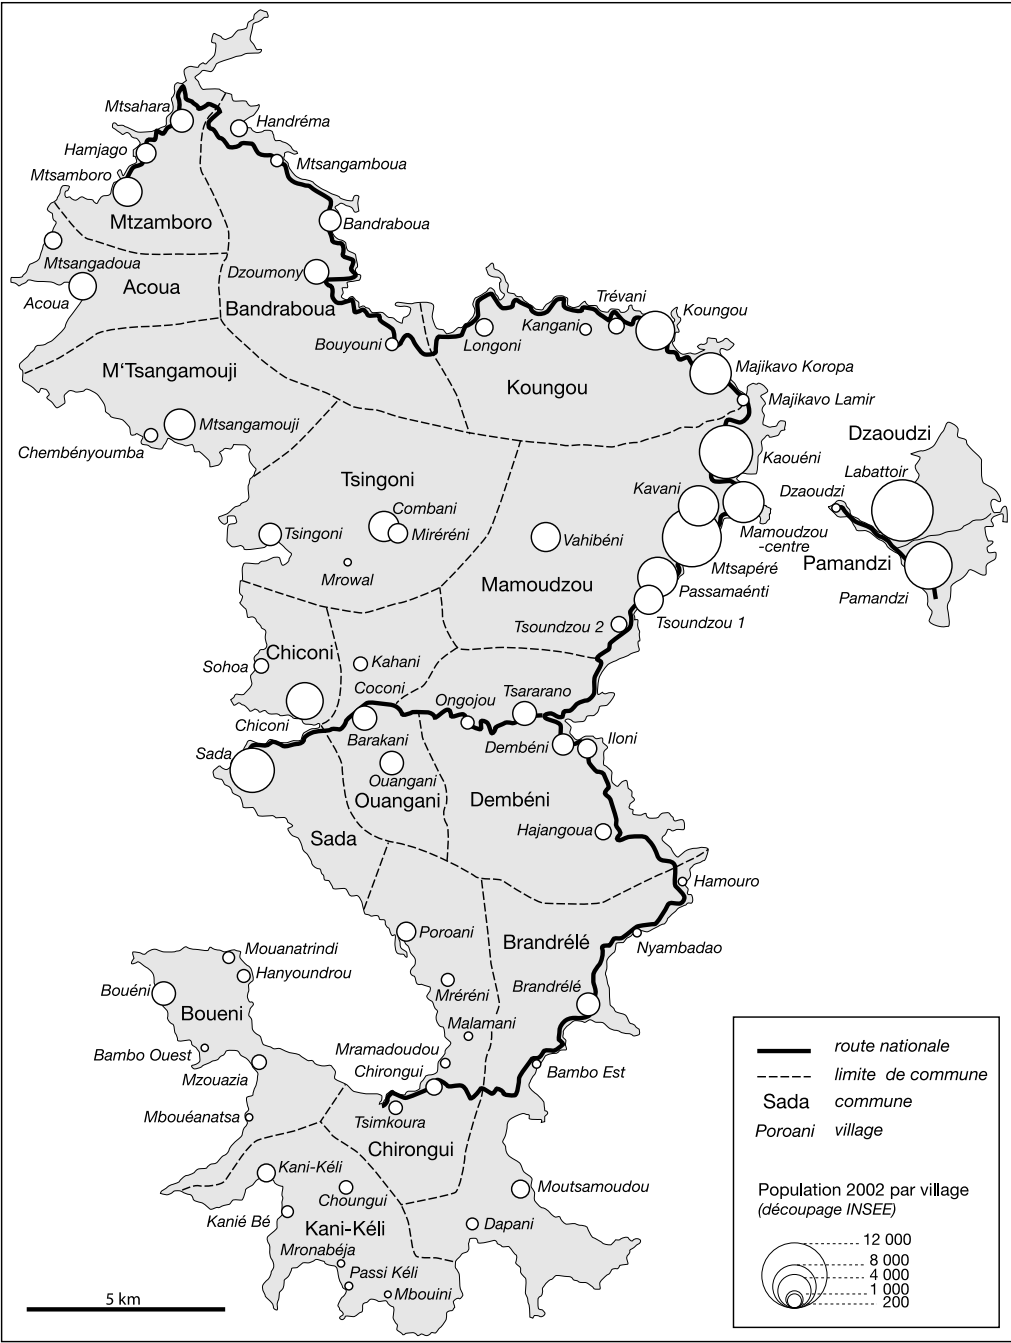 Mtsahara
Handréma
Hamjago
Mtsangamboua
Mtsamboro
Mtzamboro
Bandraboua
Mtsangadoua
Dzoumony
Acoua
Acoua
Bandraboua
Trévani
Koungou
Kangani
Longoni
Bouyouni
Majikavo Koropa
M'Tsangamouji
Koungou
Majikavo Lamir
Mtsangamouji
Chembényoumba
Dzaoudzi
Kaouéni
Labattoir
Tsingoni
Kavani
Dzaoudzi
Combani
Tsingoni
Miréréni
Vahibéni
Mamoudzou
-centre
Mtsapéré
Pamandzi
Mrowal
Mamoudzou
Passamaénti
Pamandzi
Tsoundzou 1
Tsoundzou 2
Chiconi
Sohoa
Kahani
Coconi
Ongojou
Tsararano
Chiconi
Barakani
Dembéni
Iloni
Sada
Ouangani
Ouangani
Dembéni
Sada
Hajangoua
Hamouro
Poroani
Brandrélé
Nyambadao
Mouanatrindi
Hanyoundrou
Bouéni
Mréréni
Brandrélé
Boueni
Malamani
Bambo Ouest
Mramadoudou
Chirongui
Bambo Est
Mzouazia
Mbouéanatsa
Tsimkoura
Chirongui
Kani-Kéli
Choungui
Moutsamoudou
Kanié Bé
Kani-Kéli
Dapani
Mronabéja
Passi Kéli
Mbouini
5 km
route nationale
limite de commune
Sada commune
Poroani village
Population 2002 par village
(découpage INSEE)
12 000
8 000
4 000
1 000
200